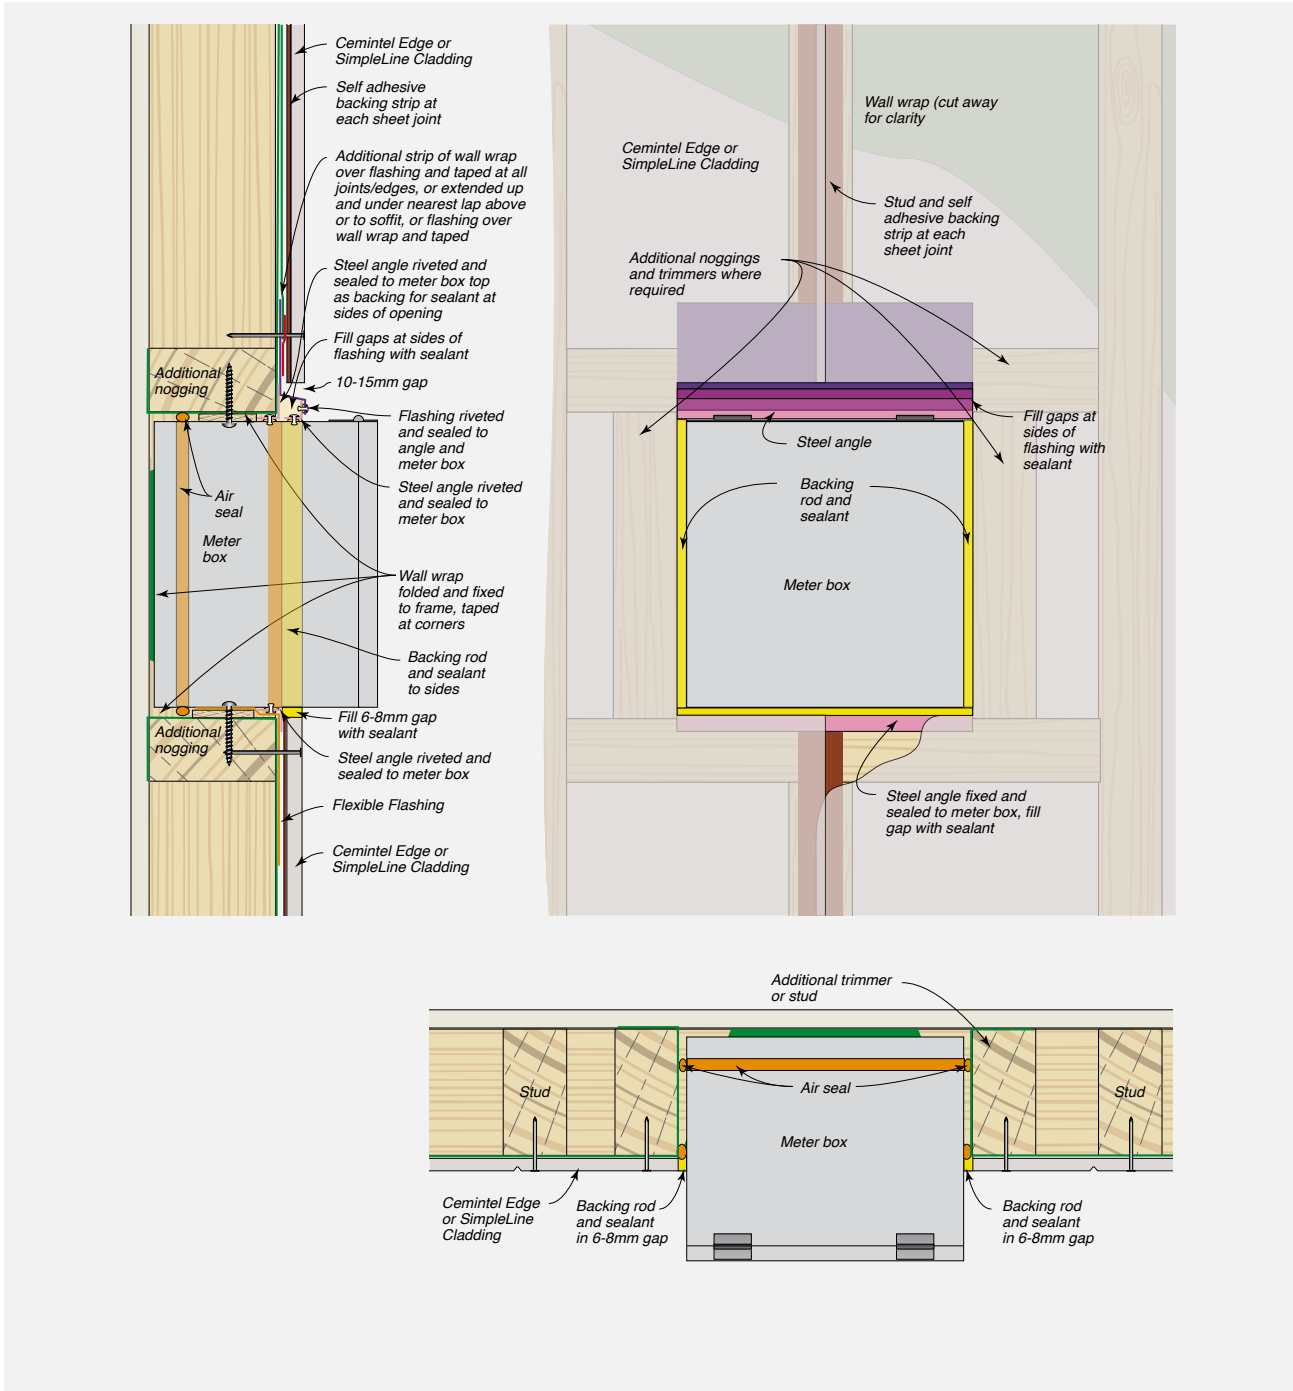 Cemintel Edge or
SimpleLine Cladding
Self adhesive
backing strip at
each sheet joint
Additional strip of wall wrap
over flashing and taped at all
joints/edges, or extended up
and under nearest lap above
or to soffit, or flashing over
wall wrap and taped
Steel angle riveted and
sealed to meter box top
as backing for sealant at
sides of opening
Fill gaps at sides of
flashing with sealant
10-15mm gap
Additional
nogging
Flashing riveted
and sealed to
angle and
meter box
Steel angle riveted
and sealed to
meter box
Air
seal
Meter
box
Wall wrap
folded and fixed
to frame, taped
at corners
Backing rod
and sealant
to sides
Fill 6-8mm gap
with sealant
Additional
nogging
Steel angle riveted and
sealed to meter box
Flexible Flashing
Cemintel Edge or
SimpleLine Cladding
Wall wrap (cut away
for clarity
Cemintel Edge or
SimpleLine Cladding
Stud and self
adhesive backing
strip at each
sheet joint
Additional noggings
and trimmers where
required
Fill gaps at
sides of
flashing with
sealant
Steel angle
Backing
rod and
sealant
Meter box
Steel angle fixed and
sealed to meter box, fill
gap with sealant
Additional trimmer
or stud
Stud
Air seal
Stud
Meter box
Cemintel Edge
or SimpleLine
Cladding
Backing rod
and sealant
in 6-8mm gap
Backing rod
and sealant
in 6-8mm gap